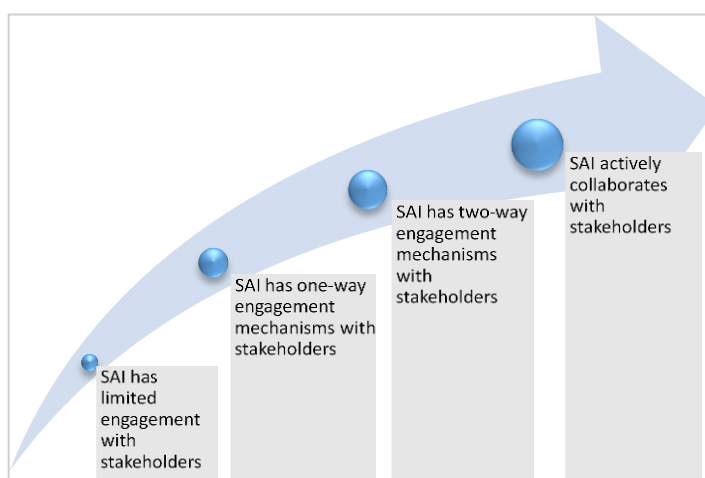 SAI has
limited
engagement
with
stakeholders
SAI has one-way
engagement
mechanisms with
stakeholders
SAI has two-way
engagement
mechanisms
with
stakeholders
SAI actively
collaborates
with
stakeholders